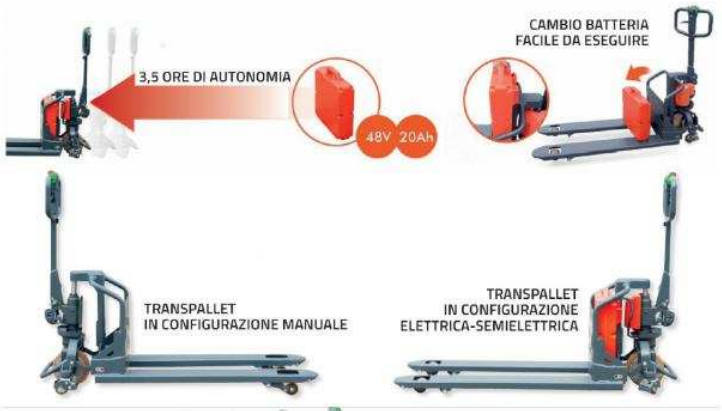 CAMBIO BATTERIA
FACILE DA ESEGUIRE
3,5 ORE DI AUTONOMIA
48V 20Ah
TRANSPALLET
IN CONFIGURAZIONE MANUALE
TRANSPALLET
IN CONFIGURAZIONE
ELETTRICA-SEMIELETTRICA